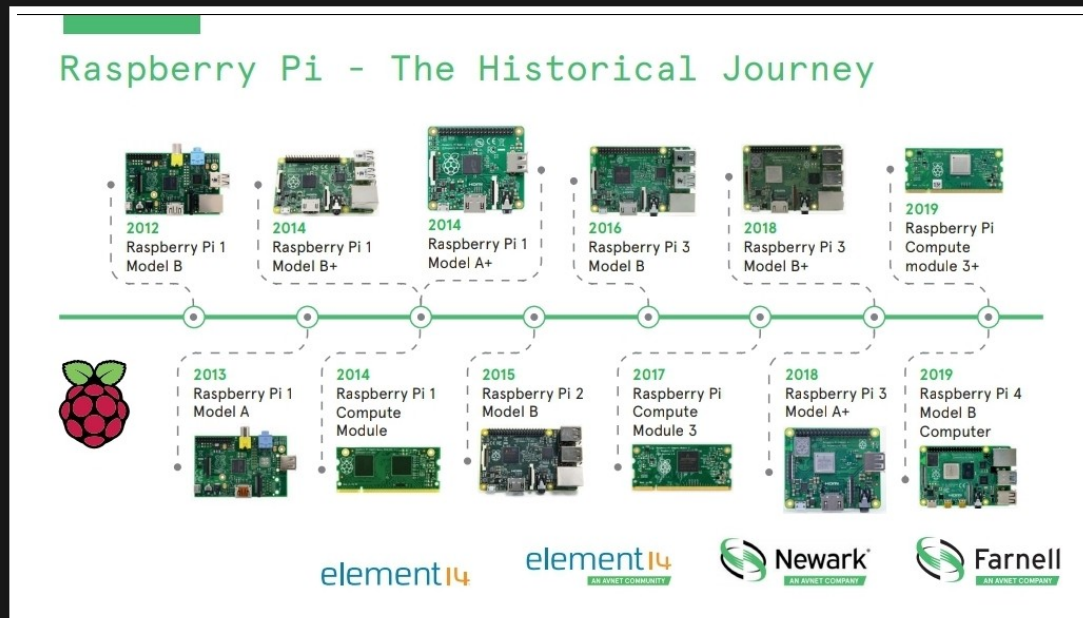 Raspberry Pi - The Historical Journey
2012
Raspberry Pi 1
Model B
2014
Raspberry Pi 1
Model B+
2014
Raspberry Pi 1
Model A+
2016
Raspberry Pi 3
Model B
2018
Raspberry Pi 3
Model B+
2019
Raspberry Pi
Compute
module 3+
2013
Raspberry Pi 1
Model A
2014
Raspberry Pi 1
Compute
Module
2015
Raspberry Pi 2
Model B
2017
Raspberry Pi
Compute
Module 3
2018
Raspberry Pi 3
Model A+
2019
Raspberry Pi 4
Model B
Computer
element14
element14
AN AVNET COMMUNITY
Newark
AN AVNET COMPANY
Farnell
AN AVNET COMPANY